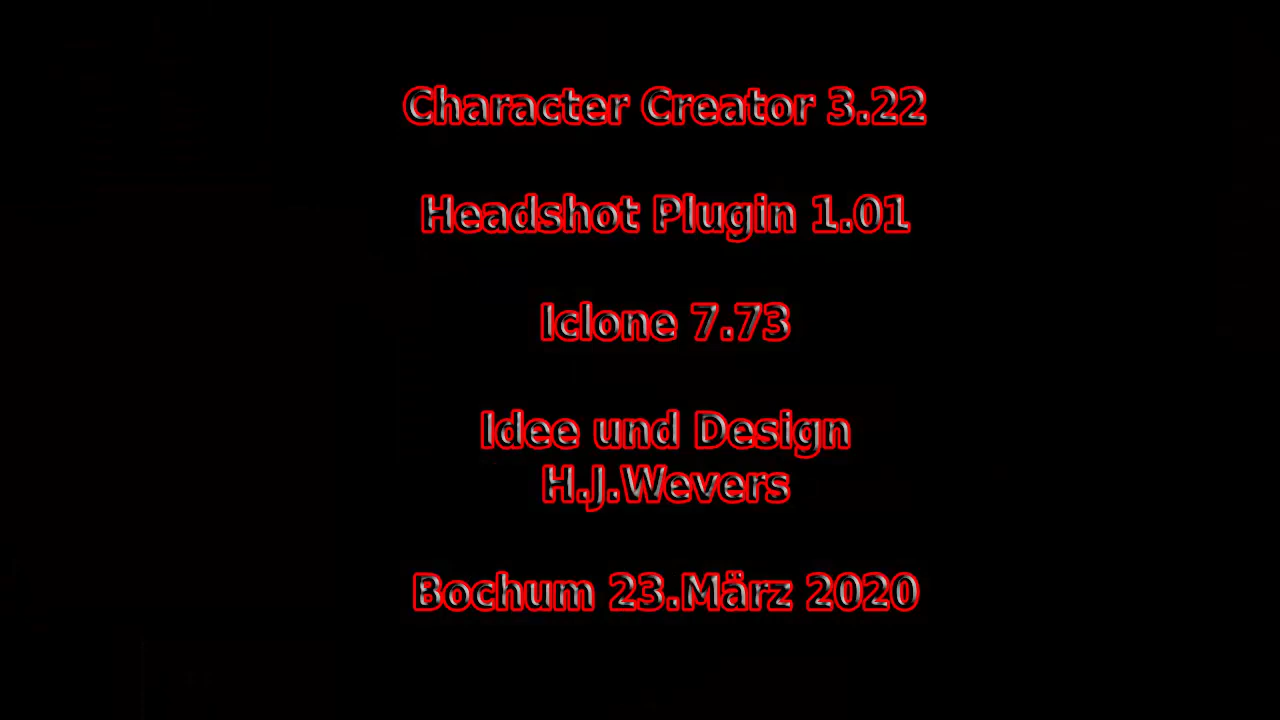 Character Creator 3.22
Headshot Plugin 1.01
Iclone 7.73
Idee und Design
H.J.Wevers
Bochum 23.März 2020